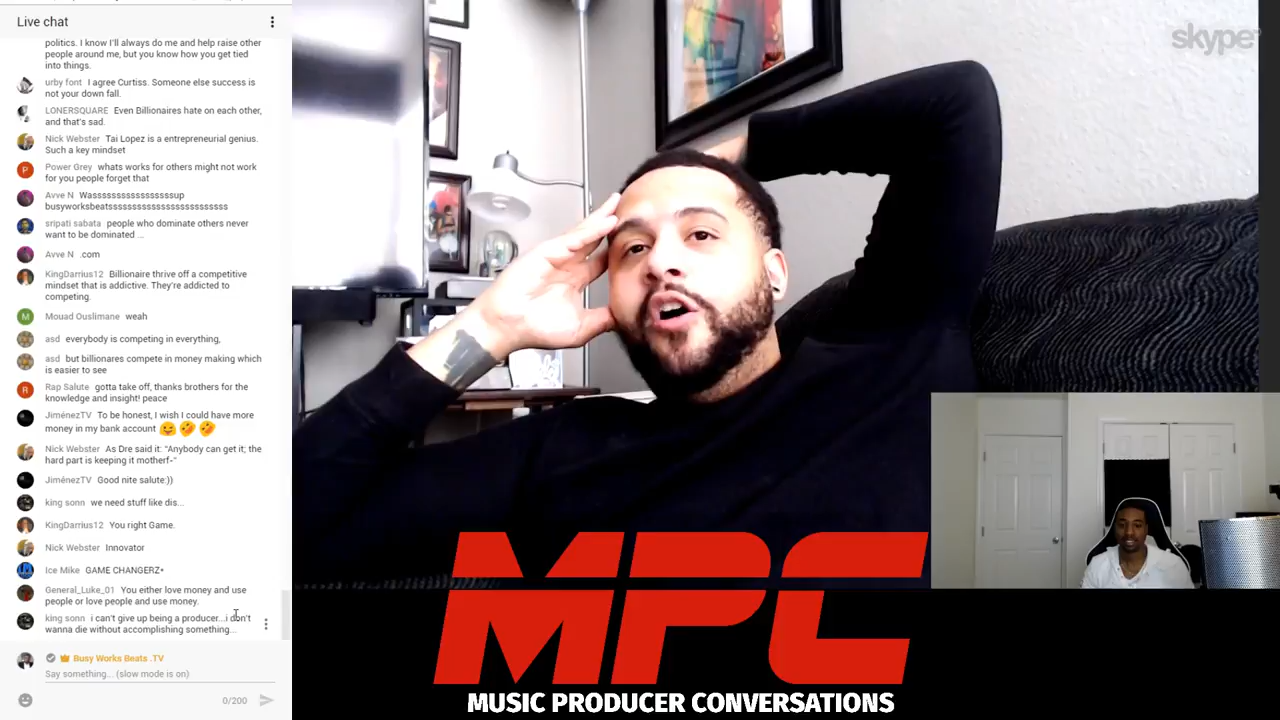 Live chat
politics. I know I'll always do me and help raise other
people around me, but you know how you get tied
into things.
urby font I agree Curtiss. Someone else success is
not your down fall.
LONERSQUARE Even Billionaires hate on each other,
and that's sad.
Nick Webster Tai Lopez is a entrepreneurial genius.
Such a key mindset
Power Grey whats works for others might not work
for you people forget that
Avve N Wasssssssssssssssssup
busyworksbeatsssssssssssssssssssssssssss
sripati sabata people who dominate others never
want to be dominated....
Avve N .com
KingDarrius12 Billionaire thrive off a competitive
mindset that is addictive. They're addicted to
competing.
Mouad Ouslimane weah
asd everybody is competing in everything,
asd but billionares compete in money making which
is easier to see
Rap Salute gotta take off, thanks brothers for the
knowledge and insight! peace
JiménezTV To be honest, I wish I could have more
money in my bank account
Nick Webster As Dre said it: "Anybody can get it; the
hard part is keeping it motherf-"
JiménezTV Good nite salute:))
king sonn we need stuff like dis...
KingDarrius12 You right Game.
Nick Webster Innovator
Ice Mike GAME CHANGERZ+
General_Luke_01 You either love money and use
people or love people and use money.
king sonn i can't give up being a producer...i don't
wanna die without accomplishing something...
Busy Works Beats .TV
Say something... (slow mode is on)
0/200
skype
MPC
MUSIC PRODUCER CONVERSATIONS